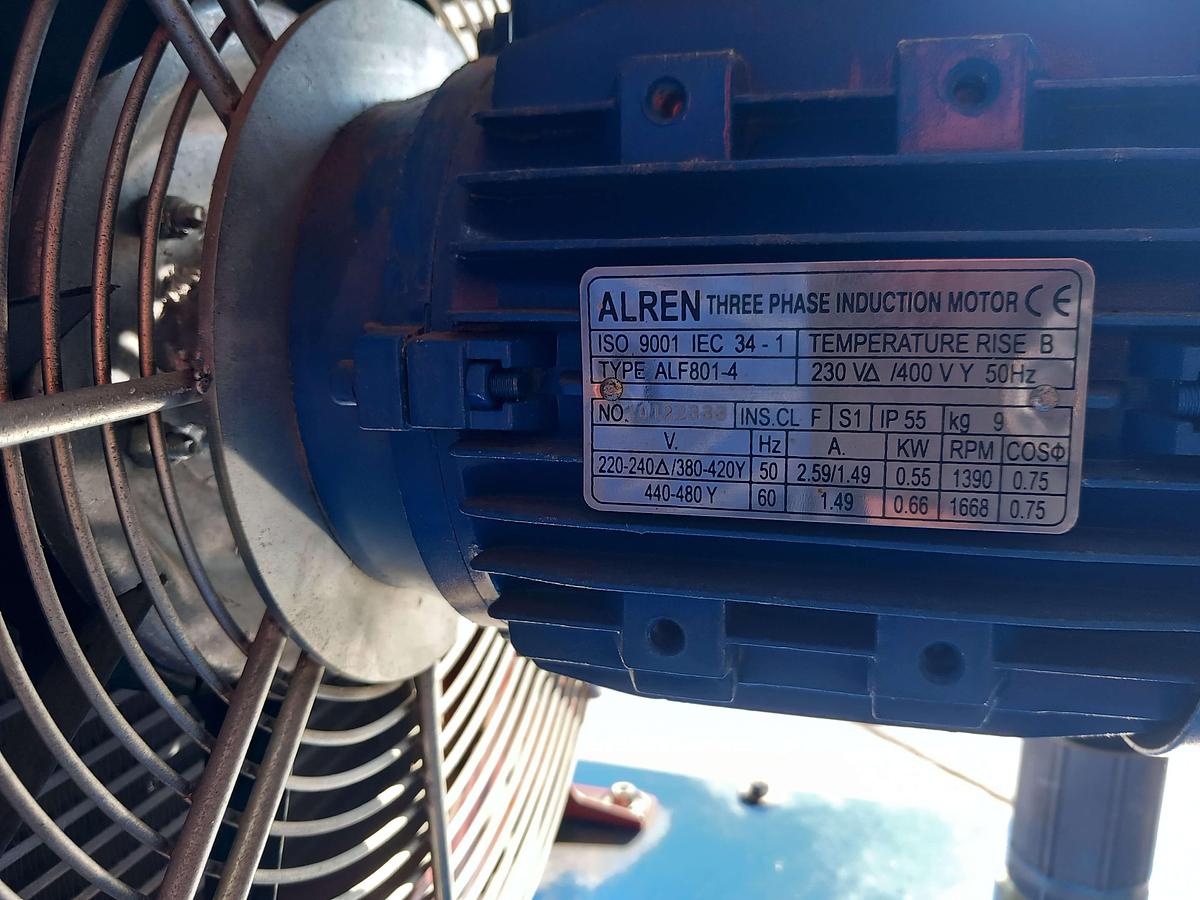 ALREN THREE PHASE INDUCTION MOTOR CE
ISO 9001 IEC 34 - 1 TEMPERATURE RISE B
TYPE ALF801-4 230 V∆ /400 V Y 50Hz
NO: INS.CL F S1 IP 55 kg 9
V. Hz A. KW RPM COSΦ
220-240∆/380-420Y 50 2.59/1.49 0.55 1390 0.75
440-480 Y 60 1.49 0.66 1668 0.75